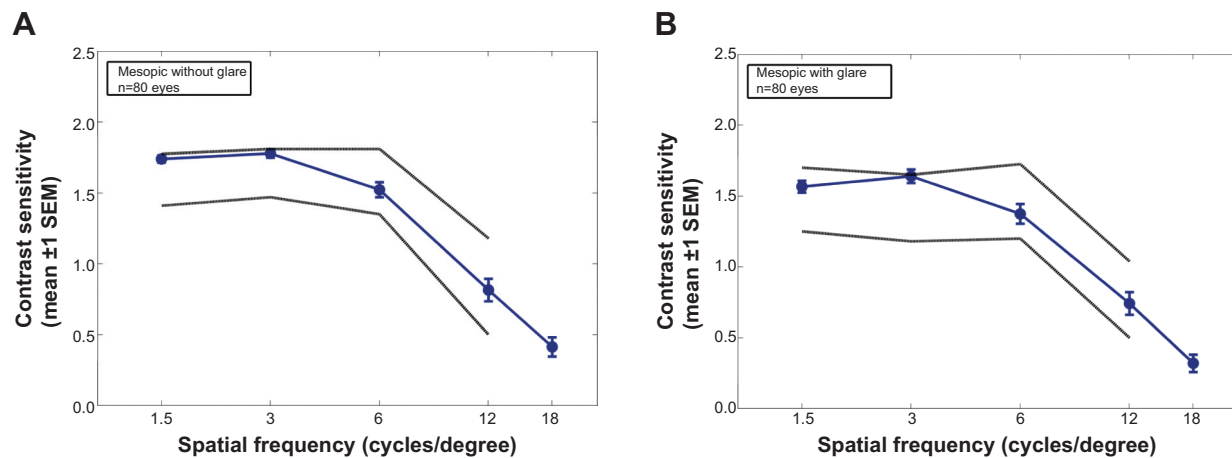 A
Mesopic without glare
n=80 eyes
Contrast sensitivity
(mean ±1 SEM)
2.5
2.0
1.5
1.0
0.5
0.0
1.5
3
6
12
18
Spatial frequency (cycles/degree)
B
Mesopic with glare
n=80 eyes
Contrast sensitivity
(mean ±1 SEM)
2.5
2.0
1.5
1.0
0.5
0.0
1.5
3
6
12
18
Spatial frequency (cycles/degree)